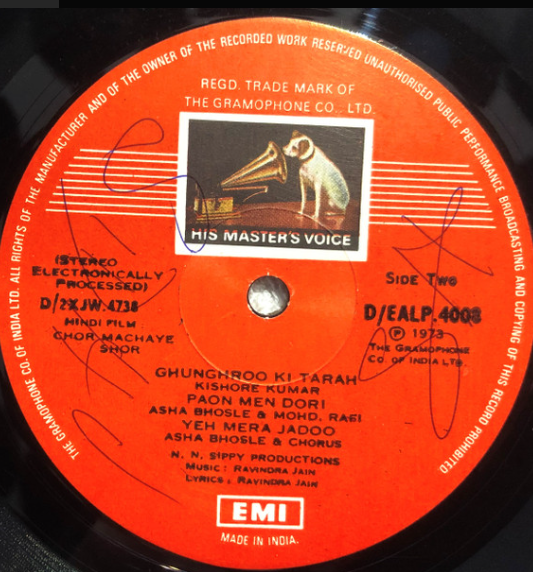 THE GRAMOPHONE CO. OF INDIA LTD. ALL RIGHTS OF THE MANUFACTURER AND OF THE OWNER OF THE RECORDED WORK RESERVED UNAUTHORISED PUBLIC PERFORMANCE BROADCASTING AND COPYING OF THIS RECORD PROHIBITED
REGD. TRADE MARK OF
THE GRAMOPHONE CO. LTD.
HIS MASTER'S VOICE
(STEREO
ELECTRONICALLY
PROCESSED)
D/2XJW.4738
HINDI FILM
CHOR MACHAYE
SHOR
SIDE TWO
D/EALP.4008
Ⓟ 1973
THE GRAMOPHONE
CO. OF INDIA LTD
GHUNGHROO KI TARAH
KISHORE KUMAR
PAON MEN DORI
ASHA BHOSLE & MOHD. RAFI
YEH MERA JADOO
ASHA BHOSLE & CHORUS
N. N. SIPPY PRODUCTIONS
MUSIC : RAVINDRA JAIN
LYRICS : RAVINDRA JAIN
EMI
MADE IN INDIA.